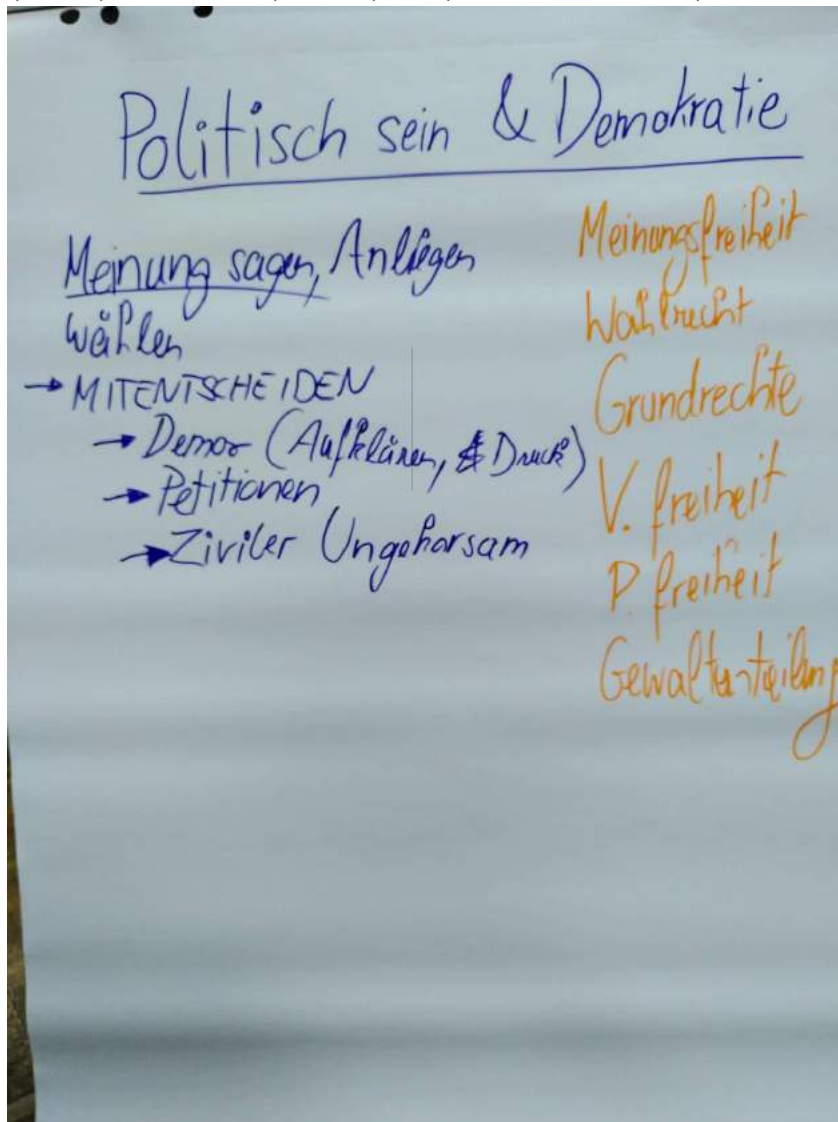 Politisch sein & Demokratie
Meinung sagen, Anliegen
wählen
→ MITENTSCHEIDEN
→ Demos (Aufklären, & Druck)
→ Petitionen
→ Ziviler Ungehorsam
Meinungsfreiheit
Wahlrecht
Grundrechte
V. freiheit
P. freiheit
Gewaltenteilung